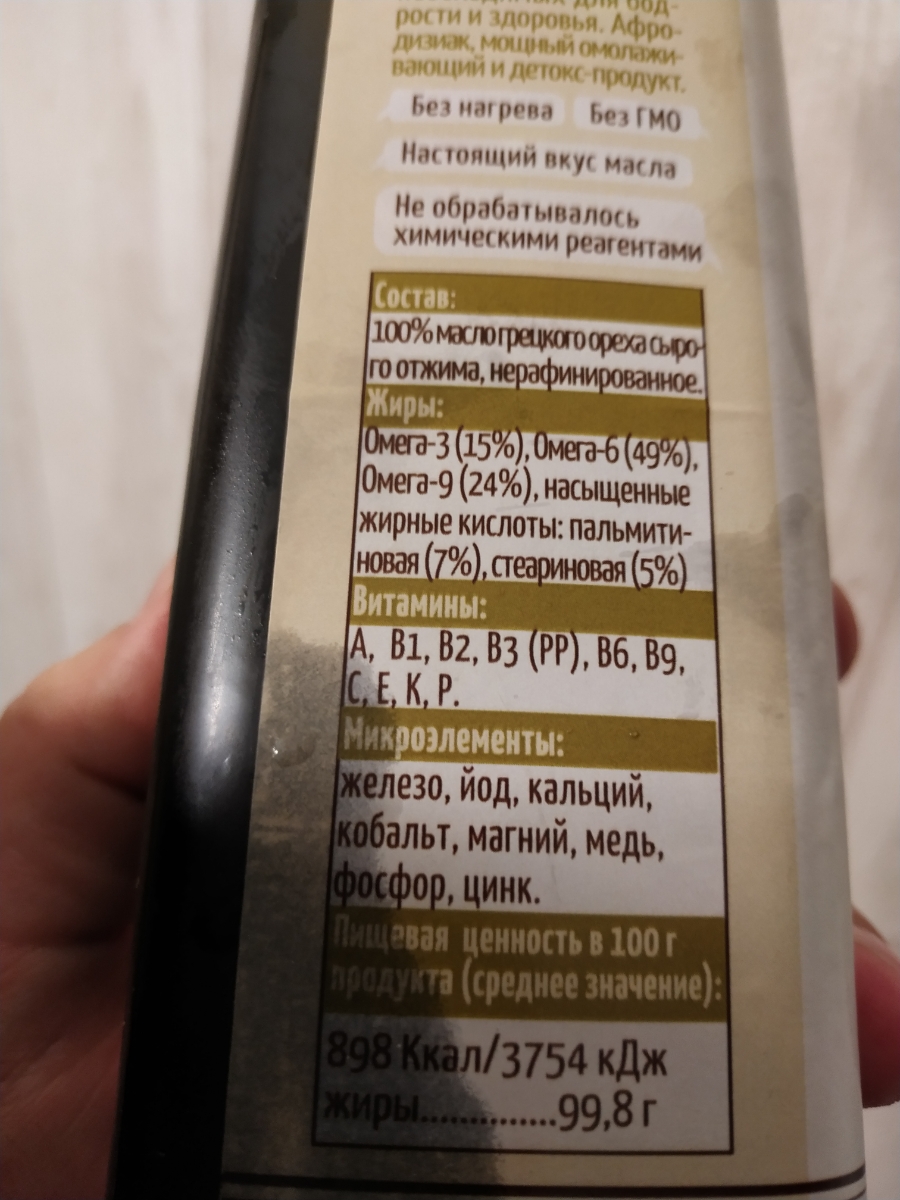 для бод-
рости и здоровья. Афро-
дизиак, мощный омолажи-
вающий и детокс-продукт.
Без нагрева Без ГМО
Настоящий вкус масла
Не обрабатывалось
химическими реагентами
Состав:
100% масло грецкого ореха сыро-
го отжима, нерафинированное.
Жиры:
Омега-3 (15%), Омега-6 (49%),
Омега-9 (24%), насыщенные
жирные кислоты: пальмити-
новая (7%), стеариновая (5%)
Витамины:
А, В1, В2, В3 (РР), В6, В9,
С, Е, К, Р.
Микроэлементы:
железо, йод, кальций,
кобальт, магний, медь,
фосфор, цинк.
Пищевая ценность в 100 г
продукта (среднее значение):
898 Ккал/3754 кДж
жиры..............99,8 г